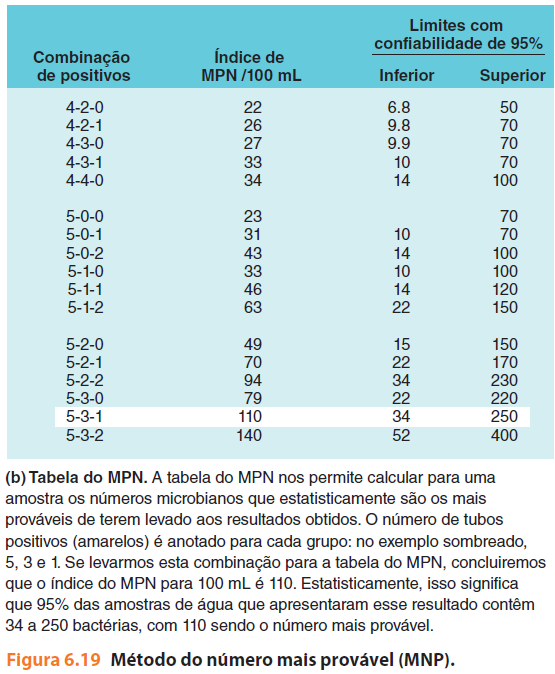 Limites com
confiabilidade de 95%
Combinação de positivos Índice de MPN /100 mL Inferior Superior
4-2-0 22 6.8 50
4-2-1 26 9.8 70
4-3-0 27 9.9 70
4-3-1 33 10 70
4-4-0 34 14 100
5-0-0 23 70
5-0-1 31 10 70
5-0-2 43 14 100
5-1-0 33 10 100
5-1-1 46 14 120
5-1-2 63 22 150
5-2-0 49 15 150
5-2-1 70 22 170
5-2-2 94 34 230
5-3-0 79 22 220
5-3-1 110 34 250
5-3-2 140 52 400
(b) Tabela do MPN. A tabela do MPN nos permite calcular para uma
amostra os números microbianos que estatisticamente são os mais
prováveis de terem levado aos resultados obtidos. O número de tubos
positivos (amarelos) é anotado para cada grupo: no exemplo sombreado,
5, 3 e 1. Se levarmos esta combinação para a tabela do MPN, concluiremos
que o índice do MPN para 100 mL é 110. Estatisticamente, isso significa
que 95% das amostras de água que apresentaram esse resultado contêm
34 a 250 bactérias, com 110 sendo o número mais provável.
Figura 6.19 Método do número mais provável (MNP).